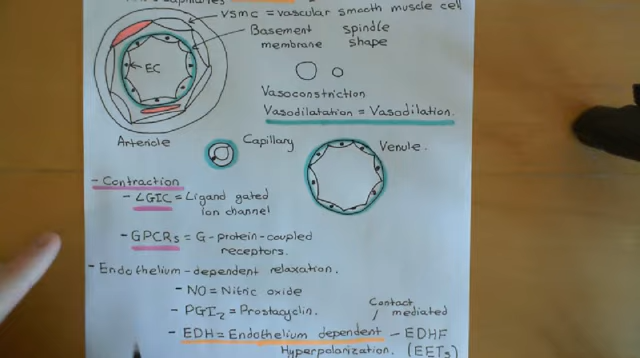 vsmc = vascular smooth muscle cell
Basement spindle
membrane shape
EC
Vasoconstriction
Vasodilatation = Vasodilation.
Arteriole
Capillary
Venule.
- Contraction
- LGIC = Ligand gated
ion channel
- GPCRs = G-protein-coupled
receptors.
- Endothelium-dependent relaxation.
- NO = Nitric oxide
- PGI2 = Prostacyclin.
Contact
mediated
- EDH = Endothelium dependent - EDHF
Hyperpolarization. (EETs)